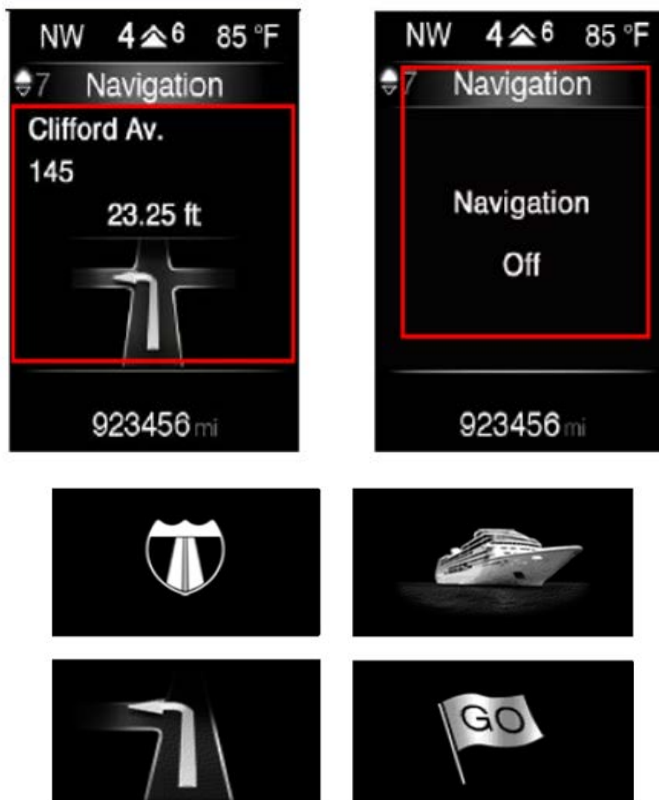 NW 4 6 85 °F
7 Navigation
Clifford Av.
145
23.25 ft
923456 mi
NW 4 6 85 °F
7 Navigation
Navigation
Off
923456 mi
GO